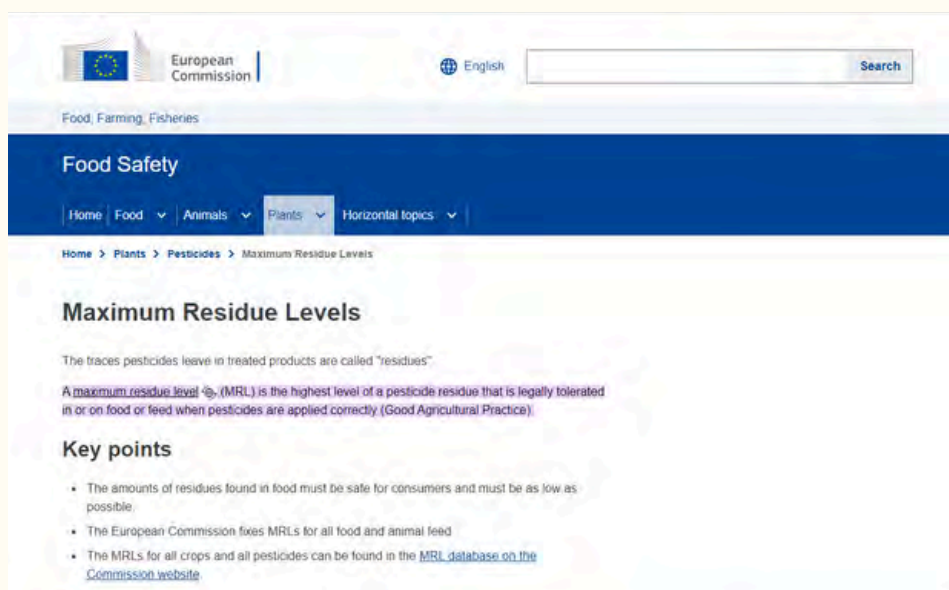 European
Commission
English
Search
Food, Farming, Fisheries
Food Safety
Home Food Animals Plants Horizontal topics
Home > Plants > Pesticides > Maximum Residue Levels
Maximum Residue Levels
The traces pesticides leave in treated products are called "residues".
A maximum residue level (MRL) is the highest level of a pesticide residue that is legally tolerated
in or on food or feed when pesticides are applied correctly (Good Agricultural Practice).
Key points
• The amounts of residues found in food must be safe for consumers and must be as low as
possible.
• The European Commission fixes MRLs for all food and animal feed
• The MRLs for all crops and all pesticides can be found in the MRL database on the
Commission website.